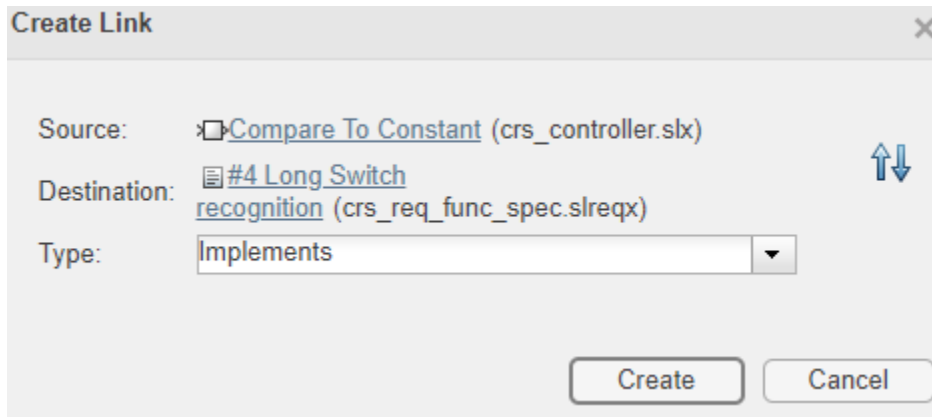 Create Link
Source: Compare To Constant (crs_controller.slx)
Destination: #4 Long Switch
recognition (crs_req_func_spec.slreqx)
Type: Implements
Create Cancel